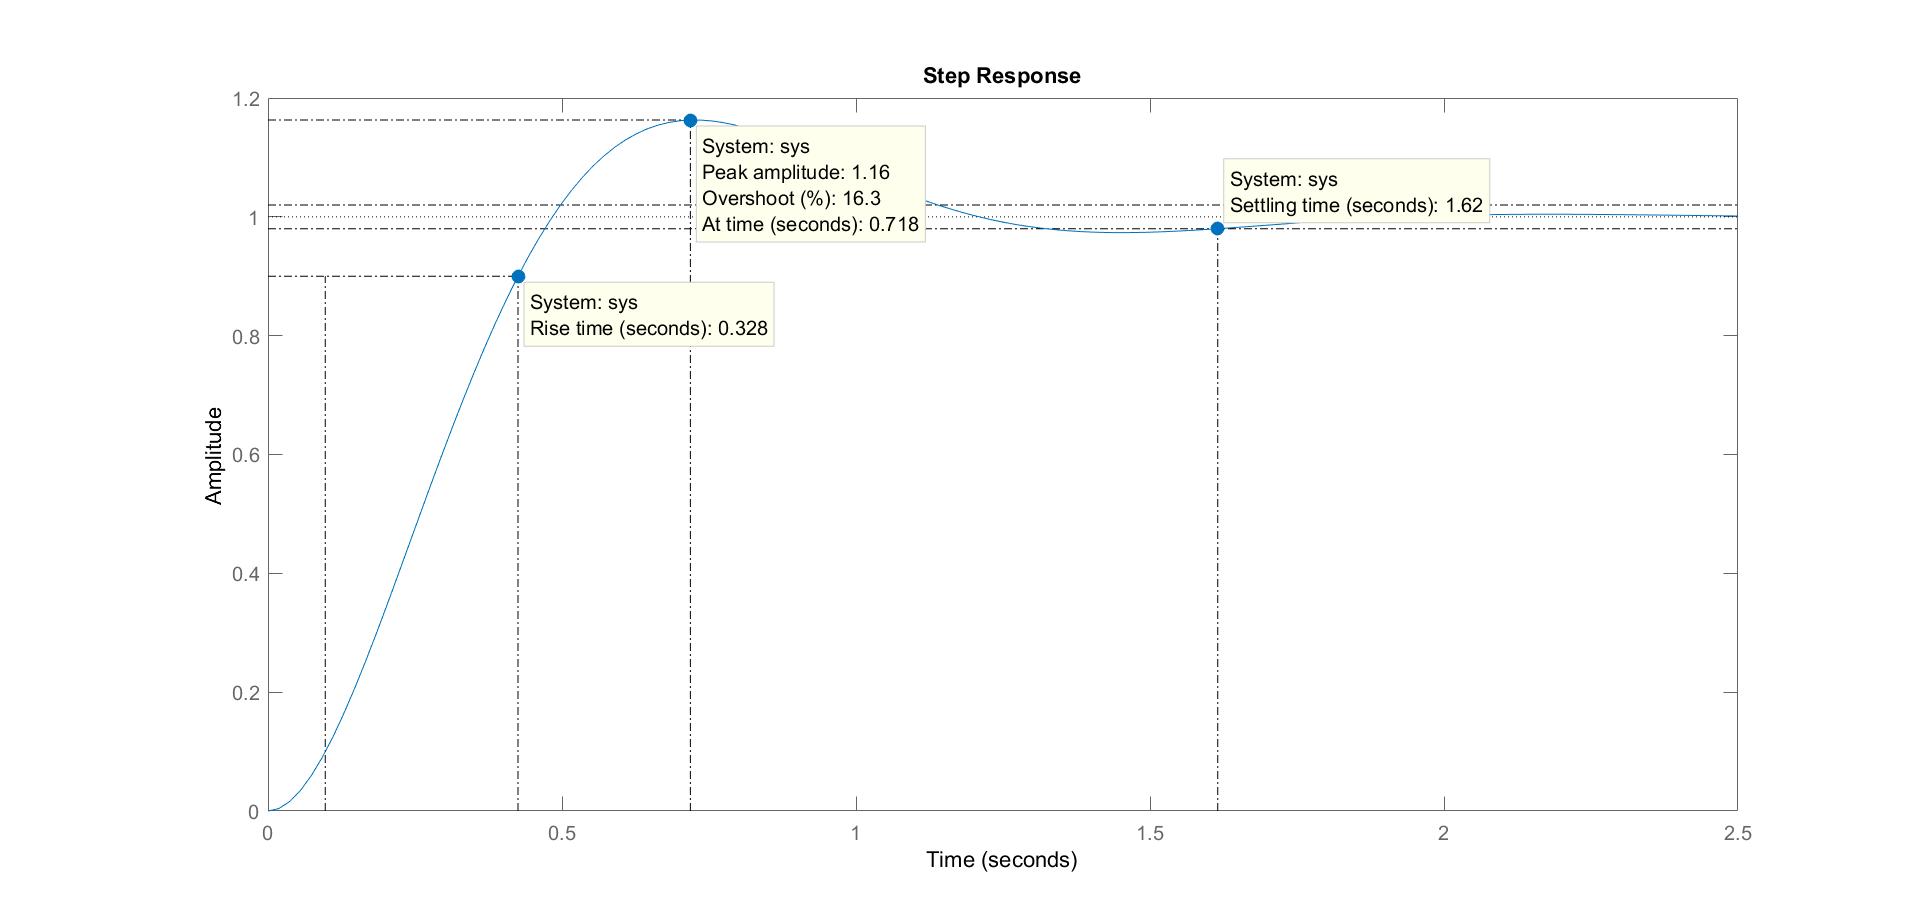 Step Response
1.2
1
0.8
0.6
0.4
0.2
0
Amplitude
System: sys
Peak amplitude: 1.16
Overshoot (%): 16.3
At time (seconds): 0.718
System: sys
Settling time (seconds): 1.62
System: sys
Rise time (seconds): 0.328
0 0.5 1 1.5 2 2.5
Time (seconds)